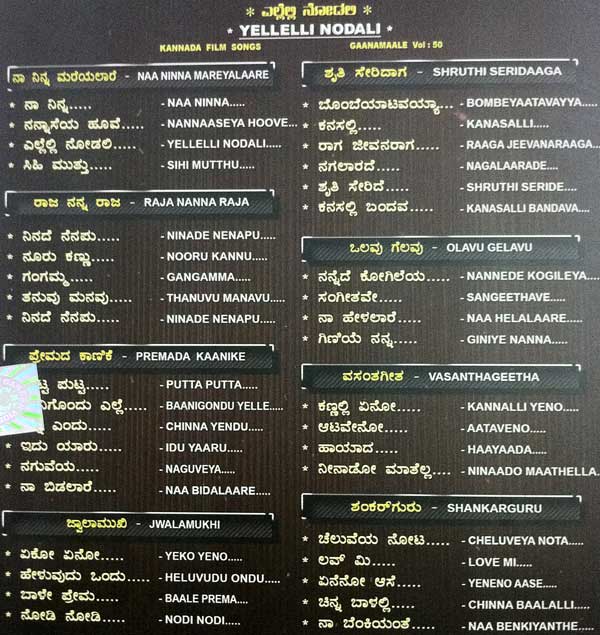 * ಎಲ್ಲೆಲ್ಲಿ ನೋಡಲಿ *
* YELLELLI NODALI *
KANNADA FILM SONGS GAANAMAALE Vol : 50
ನಾ ನಿನ್ನ ಮರೆಯಲಾರೆ - NAA NINNA MAREYALAARE
* ನಾ ನಿನ್ನ..... - NAA NINNA.....
* ನನ್ನಾಸೆಯ ಹೂವೆ..... - NANNAASEYA HOOVE...
* ಎಲ್ಲೆಲ್ಲಿ ನೋಡಲಿ..... - YELLELLI NODALI.....
* ಸಿಹಿ ಮುತ್ತು..... - SIHI MUTTHU.....
ರಾಜ ನನ್ನ ರಾಜ - RAJA NANNA RAJA
* ನಿನದೆ ನೆನಪು..... - NINADE NENAPU.....
* ನೂರು ಕಣ್ಣು..... - NOORU KANNU.....
* ಗಂಗಮ್ಮ..... - GANGAMMA.....
* ತನುವು ಮನವು..... - THANUVU MANAVU.....
* ನಿನದೆ ನೆನಪು..... - NINADE NENAPU.....
ಪ್ರೇಮದ ಕಾಣಿಕೆ - PREMADA KAANIKE
ಪುಟ್ಟ..... - PUTTA PUTTA.....
ಎಲ್ಲೆ..... - BAANIGONDU YELLE.....
ಎಂದು..... - CHINNA YENDU.....
* ಇದು ಯಾರು..... - IDU YAARU.....
* ನಗುವೆಯ..... - NAGUVEYA.....
* ನಾ ಬಿಡಲಾರೆ..... - NAA BIDALAARE.....
ಜ್ವಾಲಾಮುಖಿ - JWALAMUKHI
* ಏಕೋ ಏನೋ..... - YEKO YENO.....
* ಹೇಳುವುದು ಒಂದು..... - HELUVUDU ONDU.....
* ಬಾಳೇ ಪ್ರೇಮ..... - BAALE PREMA....
* ನೋಡಿ ನೋಡಿ..... - NODI NODI.....
ಶೃತಿ ಸೇರಿದಾಗ - SHRUTHI SERIDAAGA
* ಬೊಂಬೆಯಾಟವಯ್ಯಾ... - BOMBEYAATAVAYYA.....
* ಕನಸಲ್ಲಿ..... - KANASALLI.....
* ರಾಗ ಜೀವನರಾಗ.... - RAAGA JEEVANARAAGA...
* ನಗಲಾರದೆ..... - NAGALAARADE....
* ಶೃತಿ ಸೇರಿದೆ..... - SHRUTHI SERIDE....
* ಕನಸಲ್ಲಿ ಬಂದವ..... - KANASALLI BANDAVA....
ಒಲವು ಗೆಲವು - OLAVU GELAVU
* ನನ್ನೆದೆ ಕೋಗಿಲೆಯ.... - NANNEDE KOGILEYA....
* ಸಂಗೀತವೇ..... - SANGEETHAVE.....
* ನಾ ಹೇಳಲಾರೆ..... - NAA HELALAARE.....
* ಗಿಣಿಯೆ ನನ್ನ..... - GINIYE NANNA.....
ವಸಂತಗೀತ - VASANTHAGEETHA
* ಕಣ್ಣಲ್ಲಿ ಏನೋ..... - KANNALLI YENO.....
* ಆಟವೇನೋ..... - AATAVENO.....
* ಹಾಯಾದ..... - HAAYAADA.....
* ನೀನಾಡೋ ಮಾತೆಲ್ಲ.... - NINAADO MAATHELLA..
ಶಂಕರ್‌ಗುರು - SHANKARGURU
* ಚೆಲುವೆಯ ನೋಟ..... - CHELUVEYA NOTA.....
* ಲವ್ ಮಿ..... - LOVE MI.....
* ಏನೇನೋ ಆಸೆ..... - YENENO AASE.....
* ಚಿನ್ನ ಬಾಳಲ್ಲಿ..... - CHINNA BAALALLI.....
* ನಾ ಬೆಂಕಿಯಂತೆ..... - NAA BENKIYANTHE.....